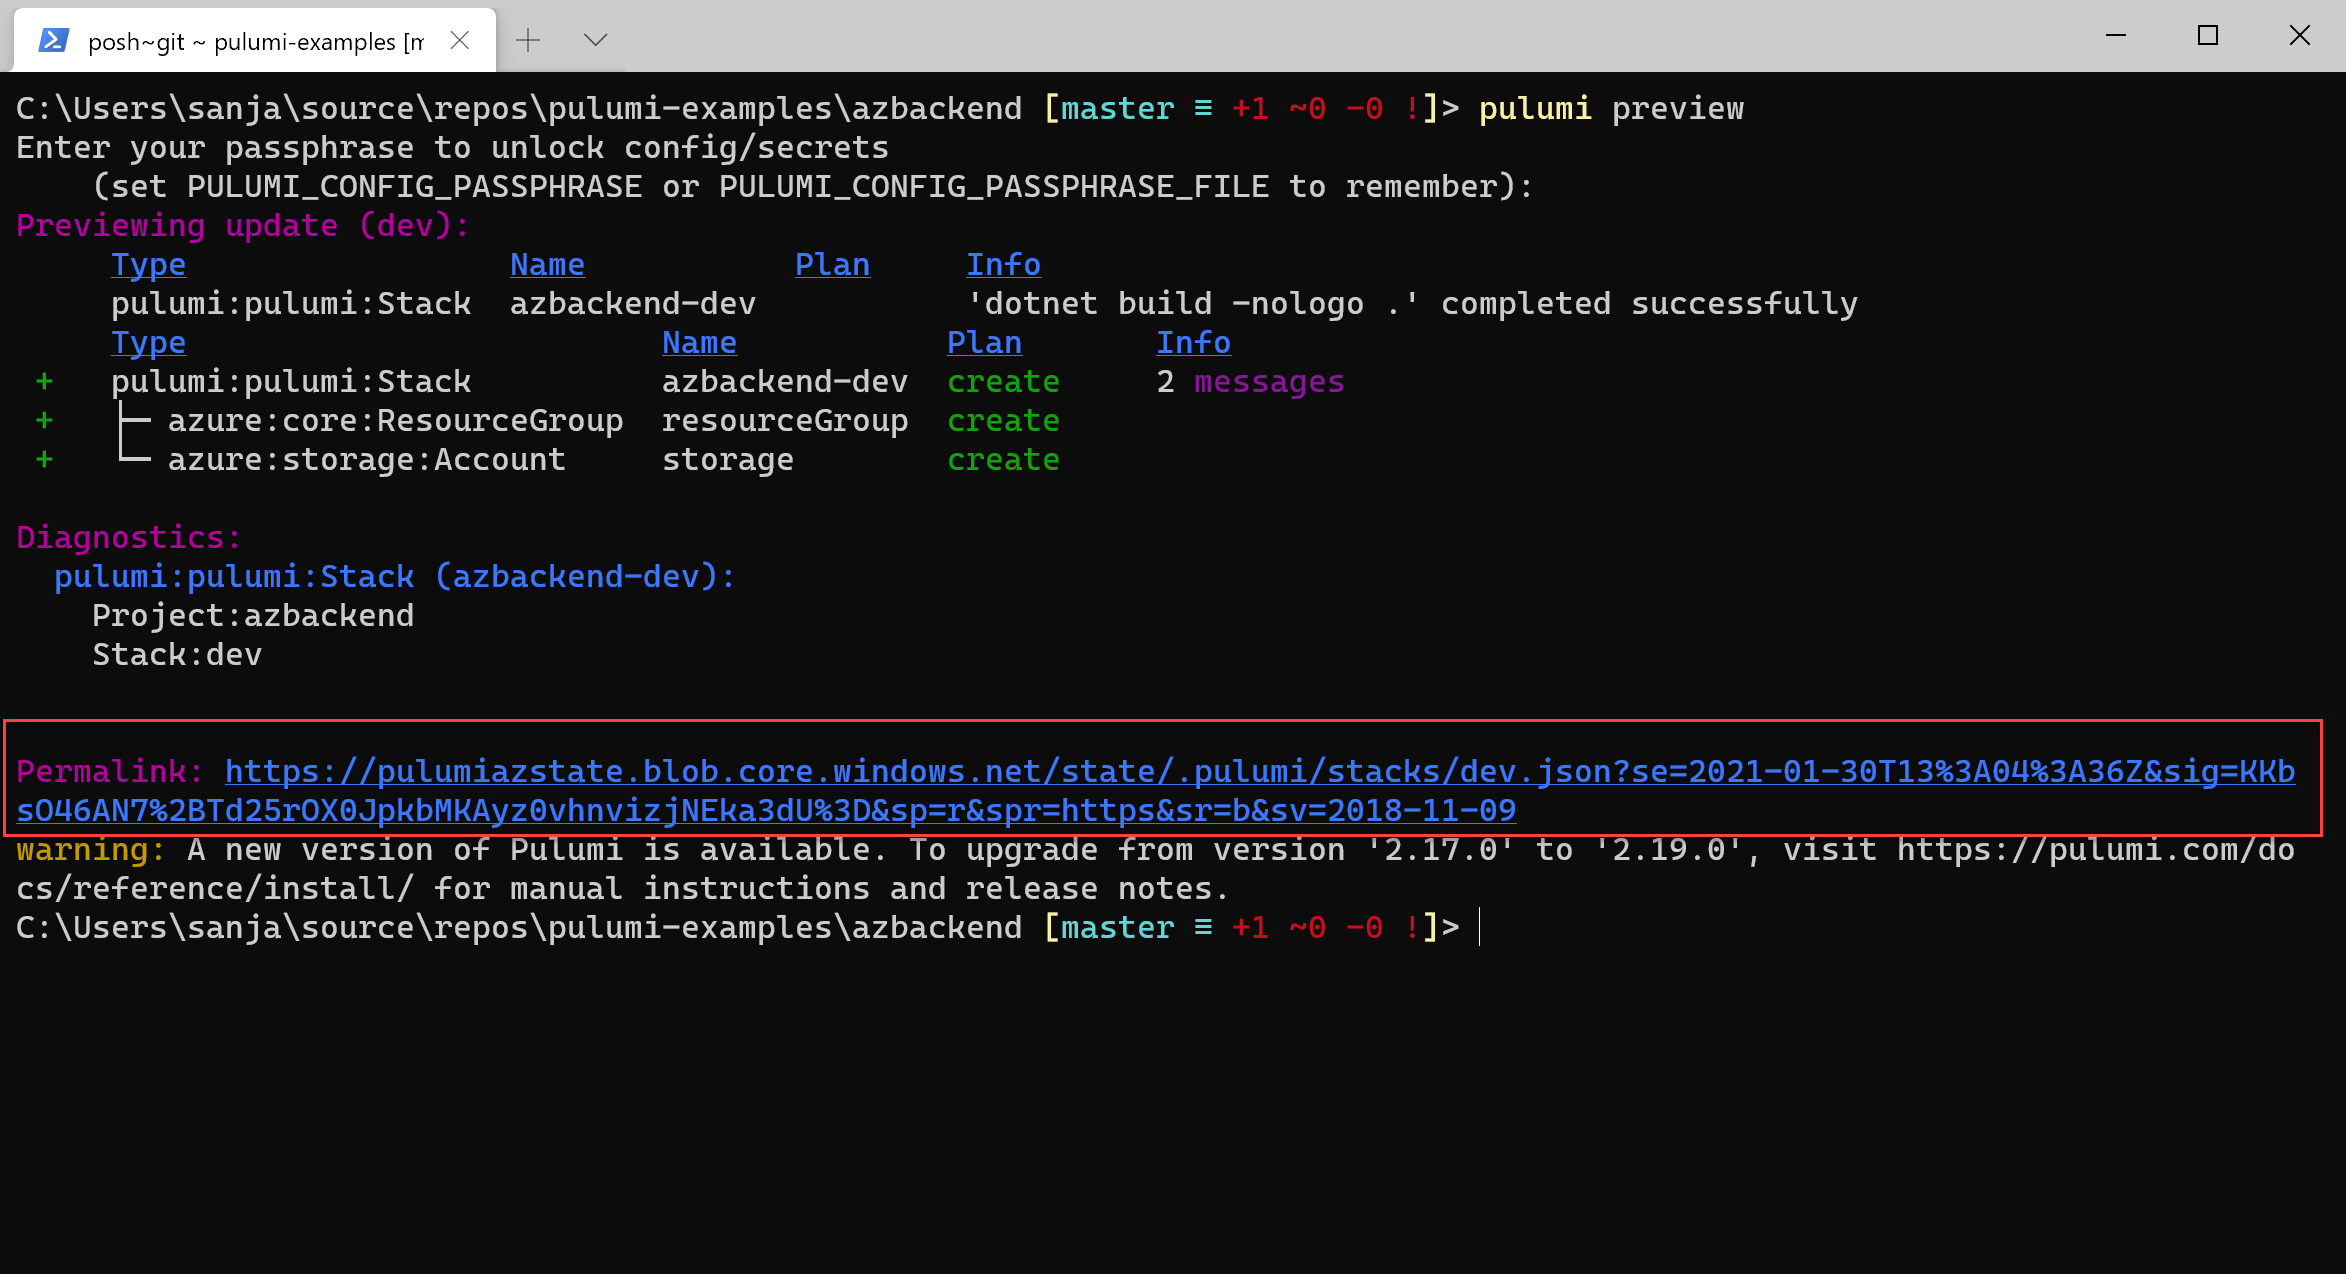 posh~git ~ pulumi-examples [m
C:\Users\sanja\source\repos\pulumi-examples\azbackend [master ≡ +1 ~0 -0 !]> pulumi preview
Enter your passphrase to unlock config/secrets
(set PULUMI_CONFIG_PASSPHRASE or PULUMI_CONFIG_PASSPHRASE_FILE to remember):
Previewing update (dev):
Type Name Plan Info
pulumi:pulumi:Stack azbackend-dev 'dotnet build -nologo .' completed successfully
Type Name Plan Info
+ pulumi:pulumi:Stack azbackend-dev create 2 messages
+ ├─ azure:core:ResourceGroup resourceGroup create
+ └─ azure:storage:Account storage create
Diagnostics:
pulumi:pulumi:Stack (azbackend-dev):
Project:azbackend
Stack:dev
Permalink: https://pulumiazstate.blob.core.windows.net/state/.pulumi/stacks/dev.json?se=2021-01-30T13%3A04%3A36Z&sig=KKb
sO46AN7%2BTd25rOX0JpkbMKAyz0vhnvizjNEka3dU%3D&sp=r&spr=https&sr=b&sv=2018-11-09
warning: A new version of Pulumi is available. To upgrade from version '2.17.0' to '2.19.0', visit https://pulumi.com/do
cs/reference/install/ for manual instructions and release notes.
C:\Users\sanja\source\repos\pulumi-examples\azbackend [master ≡ +1 ~0 -0 !]>